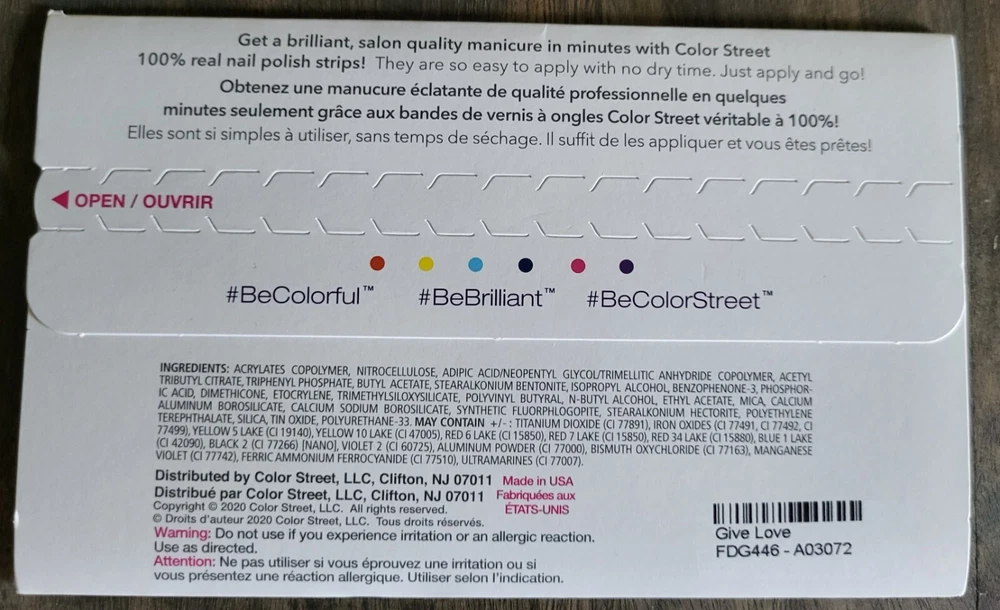 Get a brilliant, salon quality manicure in minutes with Color Street
100% real nail polish strips! They are so easy to apply with no dry time. Just apply and go!
Obtenez une manucure éclatante de qualité professionnelle en quelques
minutes seulement grâce aux bandes de vernis à ongles Color Street véritable à 100%!
Elles sont si simples à utiliser, sans temps de séchage. Il suffit de les appliquer et vous êtes prêtes!
OPEN / OUVRIR
#BeColorful™ #BeBrilliant™ #BeColorStreet™
INGREDIENTS: ACRYLATES COPOLYMER, NITROCELLULOSE, ADIPIC ACID/NEOPENTYL GLYCOL/TRIMELLITIC ANHYDRIDE COPOLYMER, ACETYL
TRIBUTYL CITRATE, TRIPHENYL PHOSPHATE, BUTYL ACETATE, STEARALKONIUM BENTONITE, ISOPROPYL ALCOHOL, BENZOPHENONE-3, PHOSPHOR-
IC ACID, DIMETHICONE, ETOCRYLENE, TRIMETHYLSILOXYSILICATE, POLYVINYL BUTYRAL, N-BUTYL ALCOHOL, ETHYL ACETATE, MICA, CALCIUM
ALUMINUM BOROSILICATE, CALCIUM SODIUM BOROSILICATE, SYNTHETIC FLUORPHLOGOPITE, STEARALKONIUM HECTORITE, POLYETHYLENE
TEREPHTHALATE, SILICA, TIN OXIDE, POLYURETHANE-33. MAY CONTAIN +/- : TITANIUM DIOXIDE (CI 77891), IRON OXIDES (CI 77491, CI 77492, CI
77499), YELLOW 5 LAKE (CI 19140), YELLOW 10 LAKE (CI 47005), RED 6 LAKE (CI 15850), RED 7 LAKE (CI 15850), RED 34 LAKE (CI 15880), BLUE 1 LAKE
(CI 42090), BLACK 2 (CI 77266) [NANO], VIOLET 2 (CI 60725), ALUMINUM POWDER (CI 77000), BISMUTH OXYCHLORIDE (CI 77163), MANGANESE
VIOLET (CI 77742), FERRIC AMMONIUM FERROCYANIDE (CI 77510), ULTRAMARINES (CI 77007).
Distributed by Color Street, LLC, Clifton, NJ 07011 Made in USA
Distribué par Color Street, LLC, Clifton, NJ 07011 Fabriquées aux
ÉTATS-UNIS
Copyright © 2020 Color Street, LLC. All rights reserved.
© Droits d'auteur 2020 Color Street, LLC. Tous droits réservés.
Warning: Do not use if you experience irritation or an allergic reaction.
Use as directed.
Attention: Ne pas utiliser si vous éprouvez une irritation ou si
vous présentez une réaction allergique. Utiliser selon l'indication.
Give Love
FDG446 - A03072